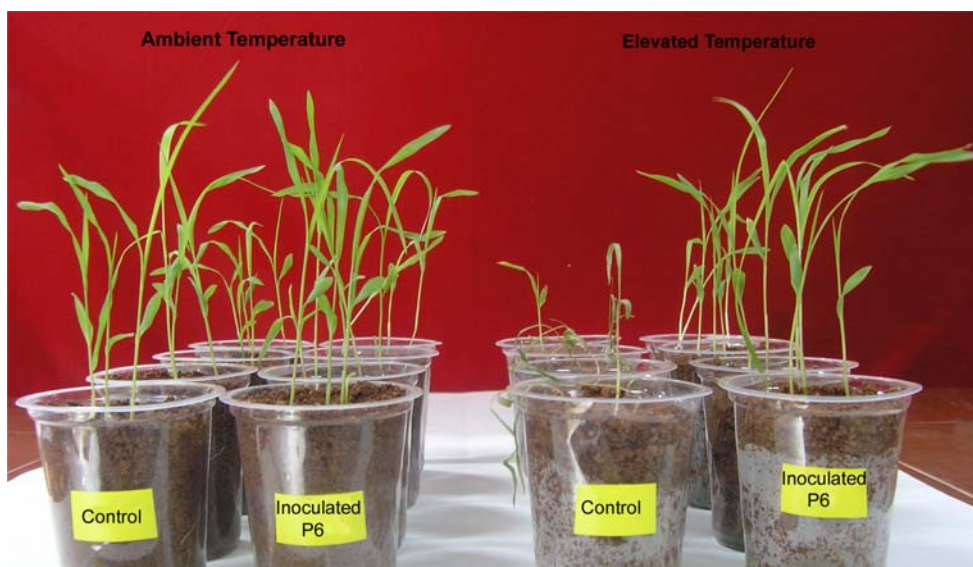 Ambient Temperature
Elevated Temperature
Control
Inoculated
P6
Control
Inoculated
P6